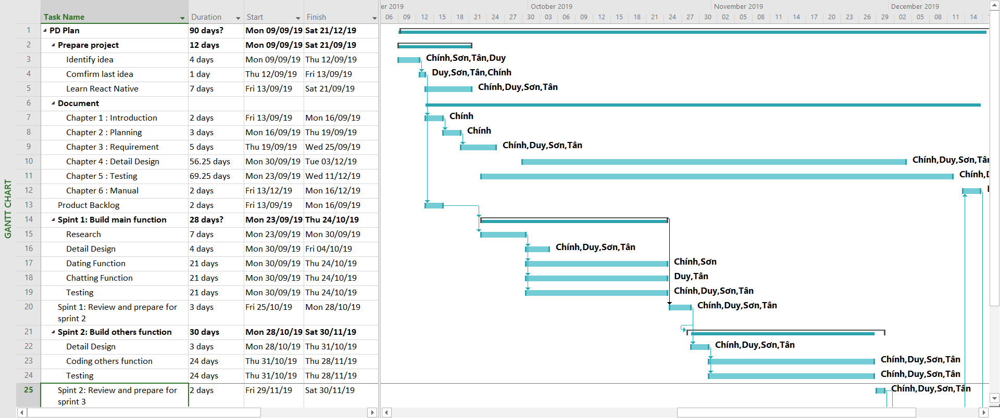 er 2019 October 2019 November 2019 December 2019
Task Name Duration Start Finish 06 09 12 15 18 21 24 27 30 03 06 09 12 15 18 21 24 27 30 02 05 08 11 14 17 20 23 26 29 02 05 08 11 14
GANTT CHART
1 PD Plan 90 days? Mon 09/09/19 Sat 21/12/19
2 Prepare project 12 days Mon 09/09/19 Sat 21/09/19
3 Identify idea 4 days Mon 09/09/19 Thu 12/09/19 Chính,Sơn,Tân,Duy
4 Comfirm last idea 1 day Thu 12/09/19 Fri 13/09/19 Duy,Sơn,Tân,Chính
5 Learn React Native 7 days Fri 13/09/19 Sat 21/09/19 Chính,Duy,Sơn,Tân
6 Document
7 Chapter 1 : Introduction 2 days Fri 13/09/19 Mon 16/09/19 Chính
8 Chapter 2 : Planning 3 days Mon 16/09/19 Thu 19/09/19 Chính
9 Chapter 3 : Requirement 5 days Thu 19/09/19 Wed 25/09/19 Chính,Duy,Sơn,Tân
10 Chapter 4 : Detail Design 56.25 days Mon 30/09/19 Tue 03/12/19 Chính,Duy,Sơn,Tân
11 Chapter 5 : Testing 69.25 days Mon 23/09/19 Wed 11/12/19 Chính,D
12 Chapter 6 : Manual 2 days Fri 13/12/19 Mon 16/12/19
13 Product Backlog 2 days Fri 13/09/19 Mon 16/09/19
14 Spint 1: Build main function 28 days? Mon 23/09/19 Thu 24/10/19
15 Research 7 days Mon 23/09/19 Mon 30/09/19
16 Detail Design 4 days Mon 30/09/19 Fri 04/10/19 Chính,Duy,Sơn,Tân
17 Dating Function 21 days Mon 30/09/19 Thu 24/10/19 Chính,Sơn
18 Chatting Function 21 days Mon 30/09/19 Thu 24/10/19 Duy,Tân
19 Testing 21 days Mon 30/09/19 Thu 24/10/19 Chính,Duy,Sơn,Tân
20 Spint 1: Review and prepare for 3 days Fri 25/10/19 Mon 28/10/19 Chính,Duy,Sơn,Tân
sprint 2
21 Spint 2: Build others function 30 days Mon 28/10/19 Sat 30/11/19
22 Detail Design 3 days Mon 28/10/19 Thu 31/10/19 Chính,Duy,Sơn,Tân
23 Coding others function 24 days Thu 31/10/19 Thu 28/11/19 Chính,Duy,Sơn,Tân
24 Testing 24 days Thu 31/10/19 Thu 28/11/19 Chính,Duy,Sơn,Tân
25 Spint 2: Review and prepare for 2 days Fri 29/11/19 Sat 30/11/19 Chính,Duy,Sơn,Tân
sprint 3